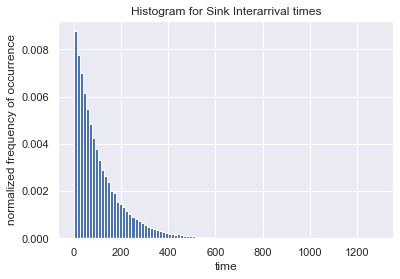 Histogram for Sink Interarrival times
normalized frequency of occurrence
0.008
0.006
0.004
0.002
0.000
0 200 400 600 800 1000 1200
time